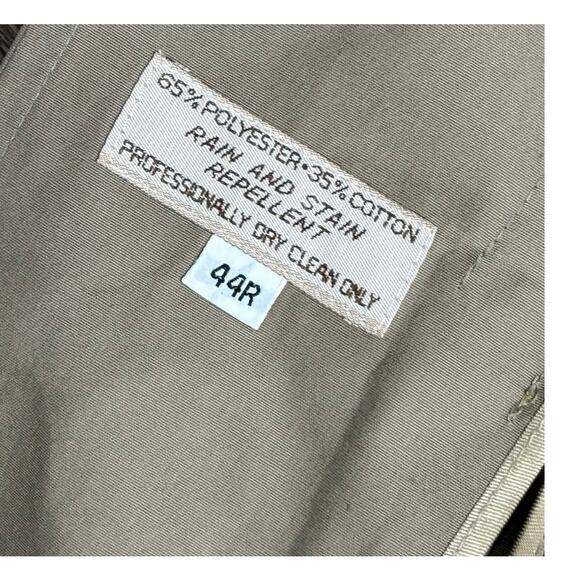 65% POLYESTER • 35% COTTON
RAIN AND STAIN
REPELLENT
PROFESSIONALLY DRY CLEAN ONLY
44R